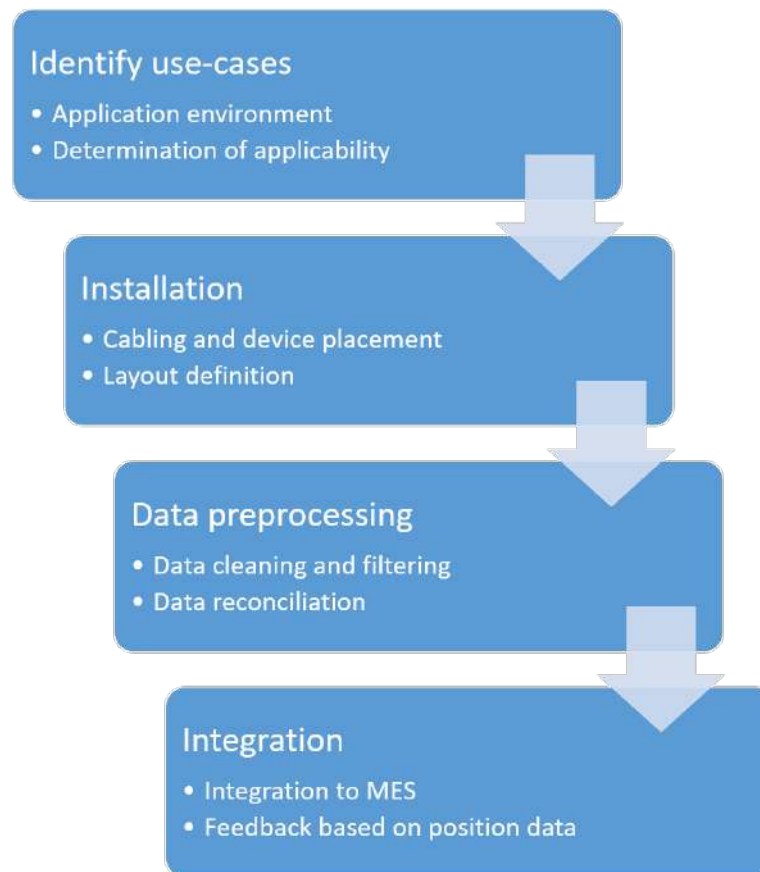 Identify use-cases
• Application environment
• Determination of applicability
Installation
• Cabling and device placement
• Layout definition
Data preprocessing
• Data cleaning and filtering
• Data reconciliation
Integration
• Integration to MES
• Feedback based on position data